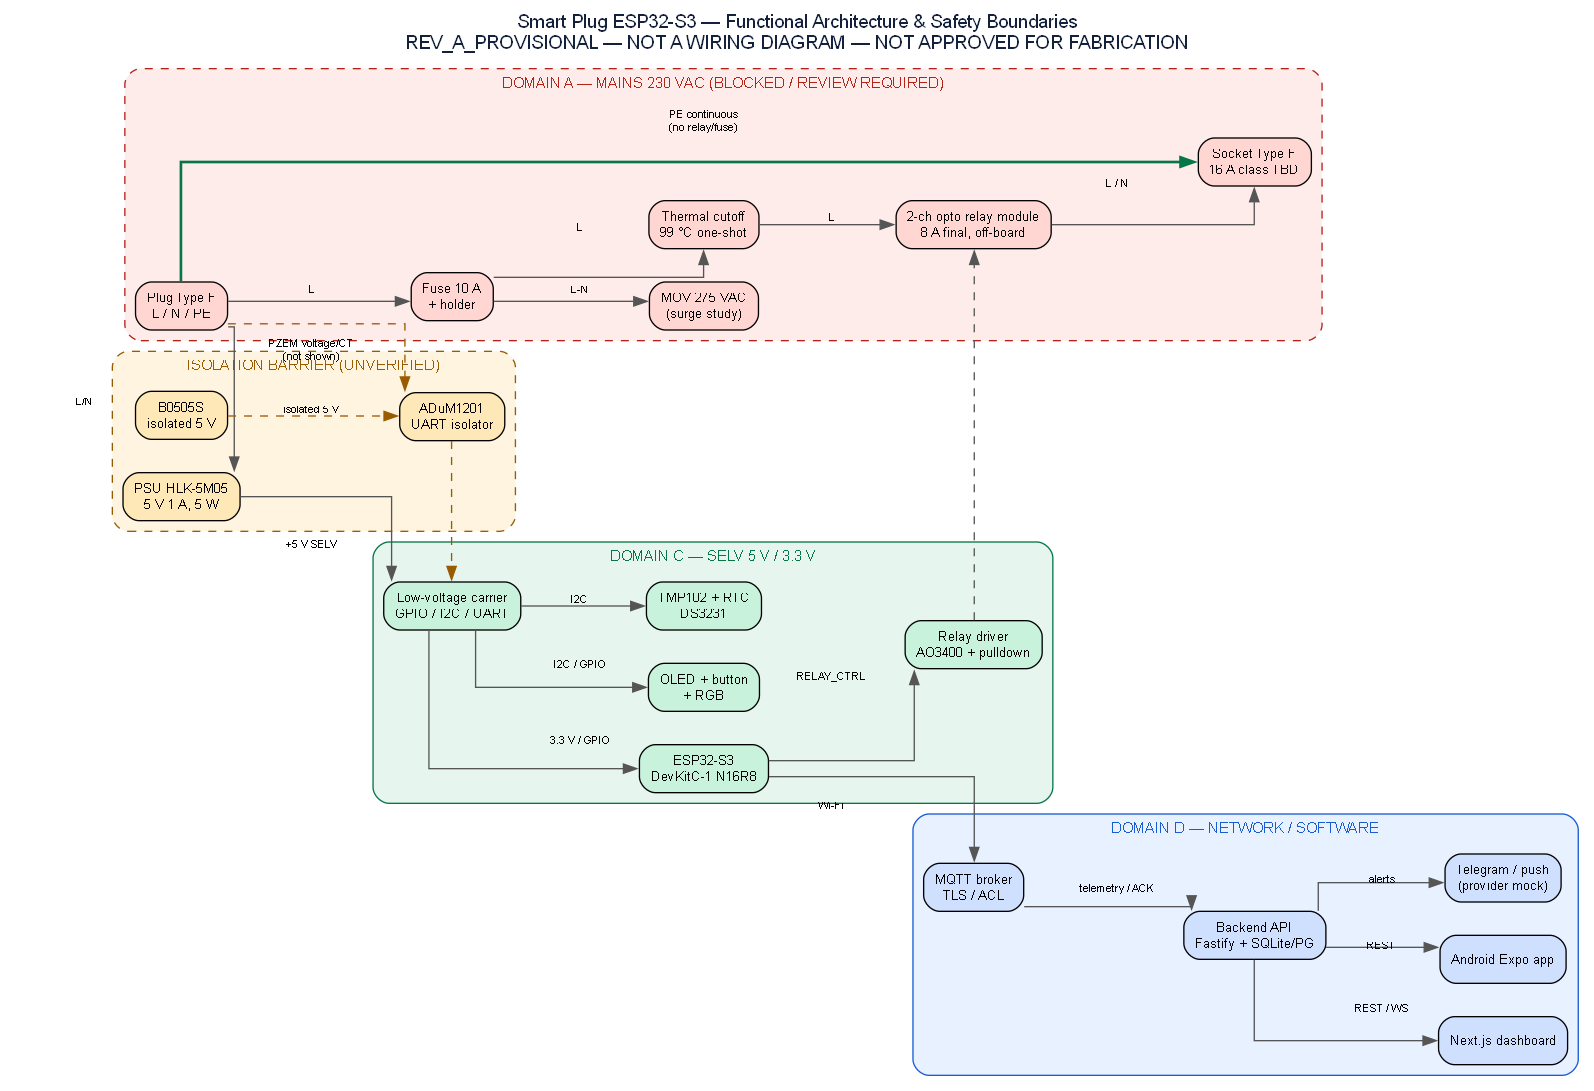 Smart Plug ESP32-S3 — Functional Architecture & Safety Boundaries
REV_A_PROVISIONAL — NOT A WIRING DIAGRAM — NOT APPROVED FOR FABRICATION
DOMAIN A — MAINS 230 VAC (BLOCKED / REVIEW REQUIRED)
PE continuous
(no relay/fuse)
Socket Type F
16 A class TBD
L / N
Thermal cutoff
99 °C one-shot
L
2-ch opto relay module
8 A final, off-board
L
Plug Type F
L / N / PE
L
Fuse 10 A
+ holder
L-N
MOV 275 VAC
(surge study)
PZEM voltage/CT
(not shown)
ISOLATION BARRIER (UNVERIFIED)
L/N
B0505S
isolated 5 V
isolated 5 V
ADuM1201
UART isolator
PSU HLK-5M05
5 V 1 A, 5 W
+5 V SELV
DOMAIN C — SELV 5 V / 3.3 V
Low-voltage carrier
GPIO / I2C / UART
I2C
TMP102 + RTC
DS3231
Relay driver
AO3400 + pulldown
I2C / GPIO
OLED + button
+ RGB
RELAY_CTRL
3.3 V / GPIO
ESP32-S3
DevKitC-1 N16R8
Wi-Fi
DOMAIN D — NETWORK / SOFTWARE
MQTT broker
TLS / ACL
telemetry / ACK
Backend API
Fastify + SQLite/PG
alerts
Telegram / push
(provider mock)
REST
Android Expo app
REST / WS
Next.js dashboard